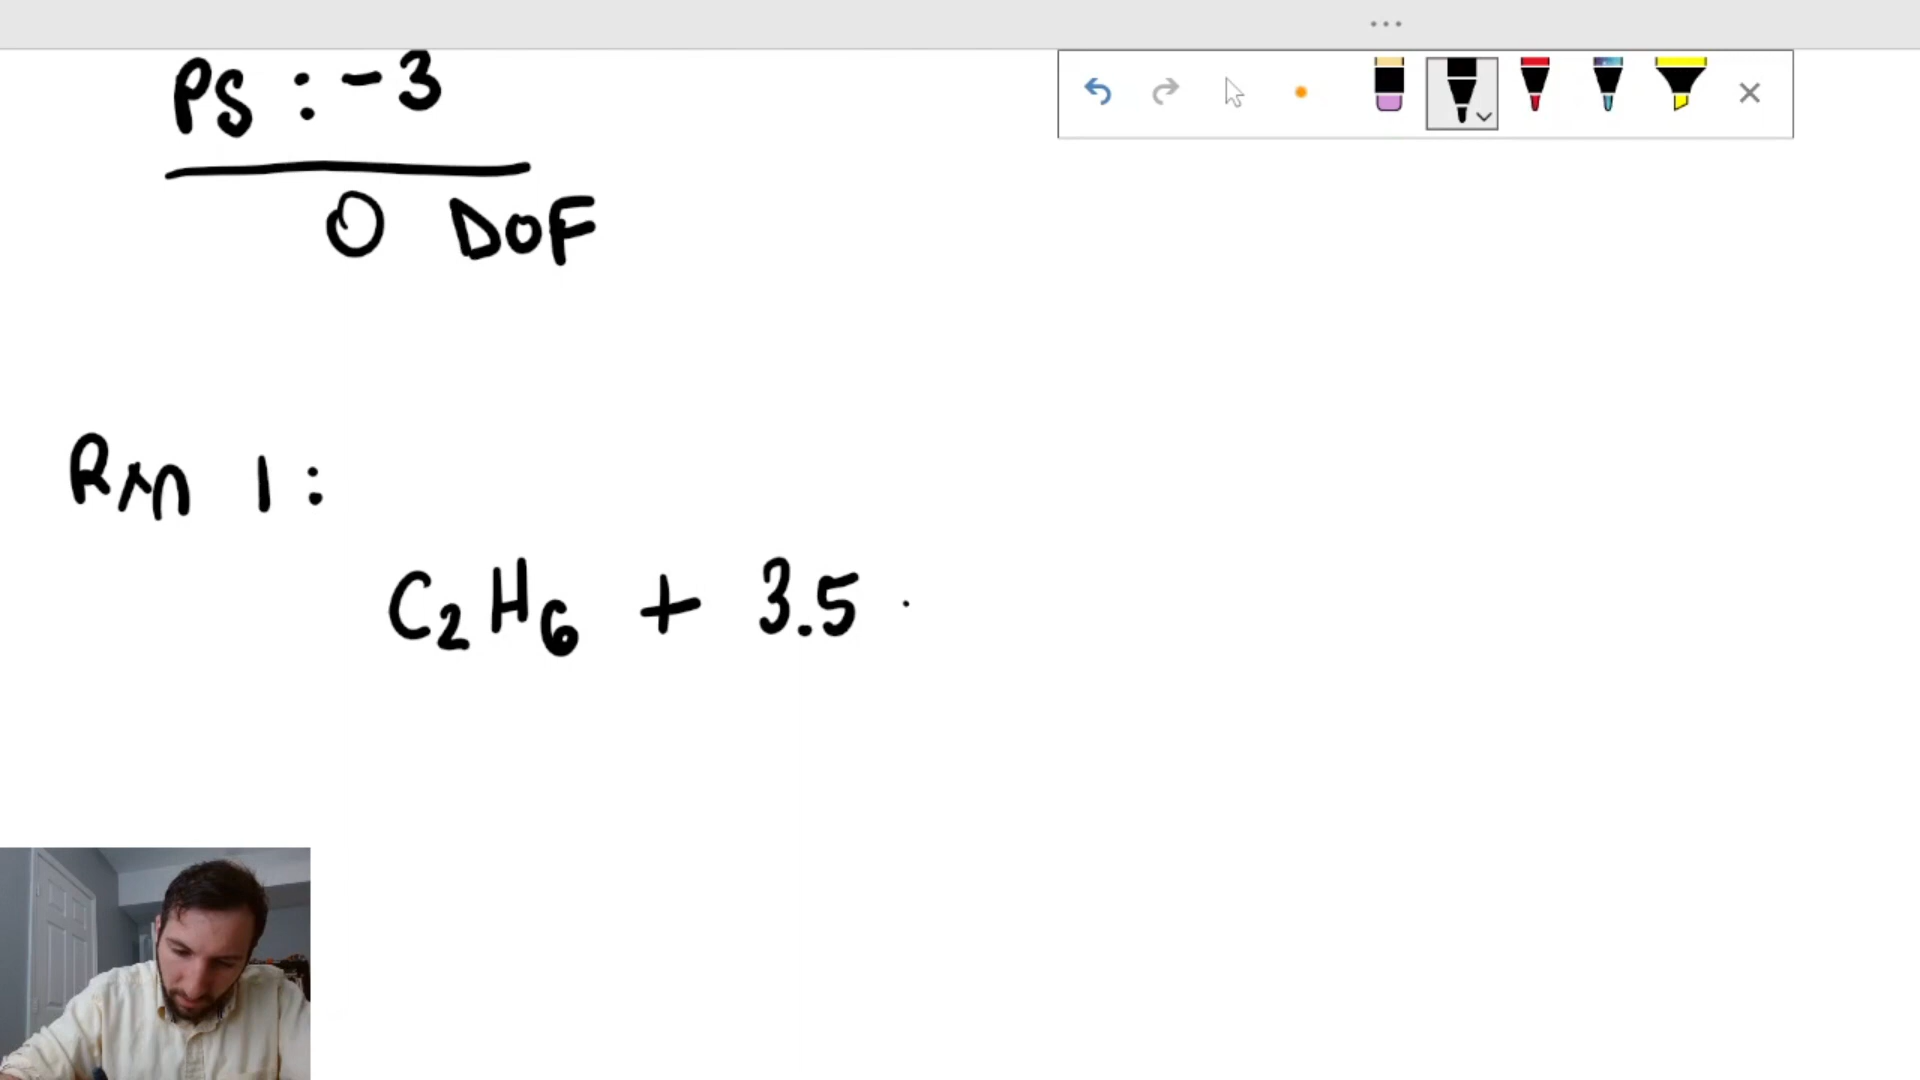 PS : -3
0 DOF
Rxn 1 :
C₂H₆ + 3.5